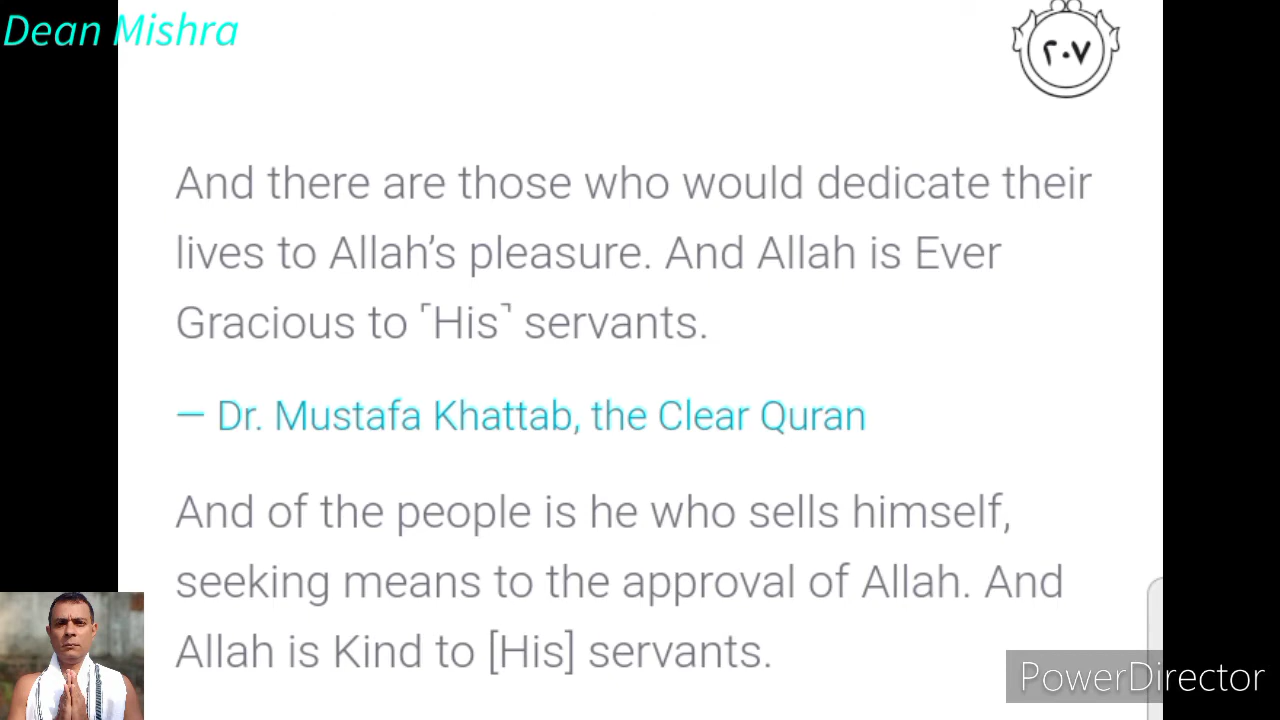 Dean Mishra
٢٠٧
And there are those who would dedicate their
lives to Allah’s pleasure. And Allah is Ever
Gracious to ⸢His⸣ servants.
— Dr. Mustafa Khattab, the Clear Quran
And of the people is he who sells himself,
seeking means to the approval of Allah. And
Allah is Kind to [His] servants.
PowerDirector